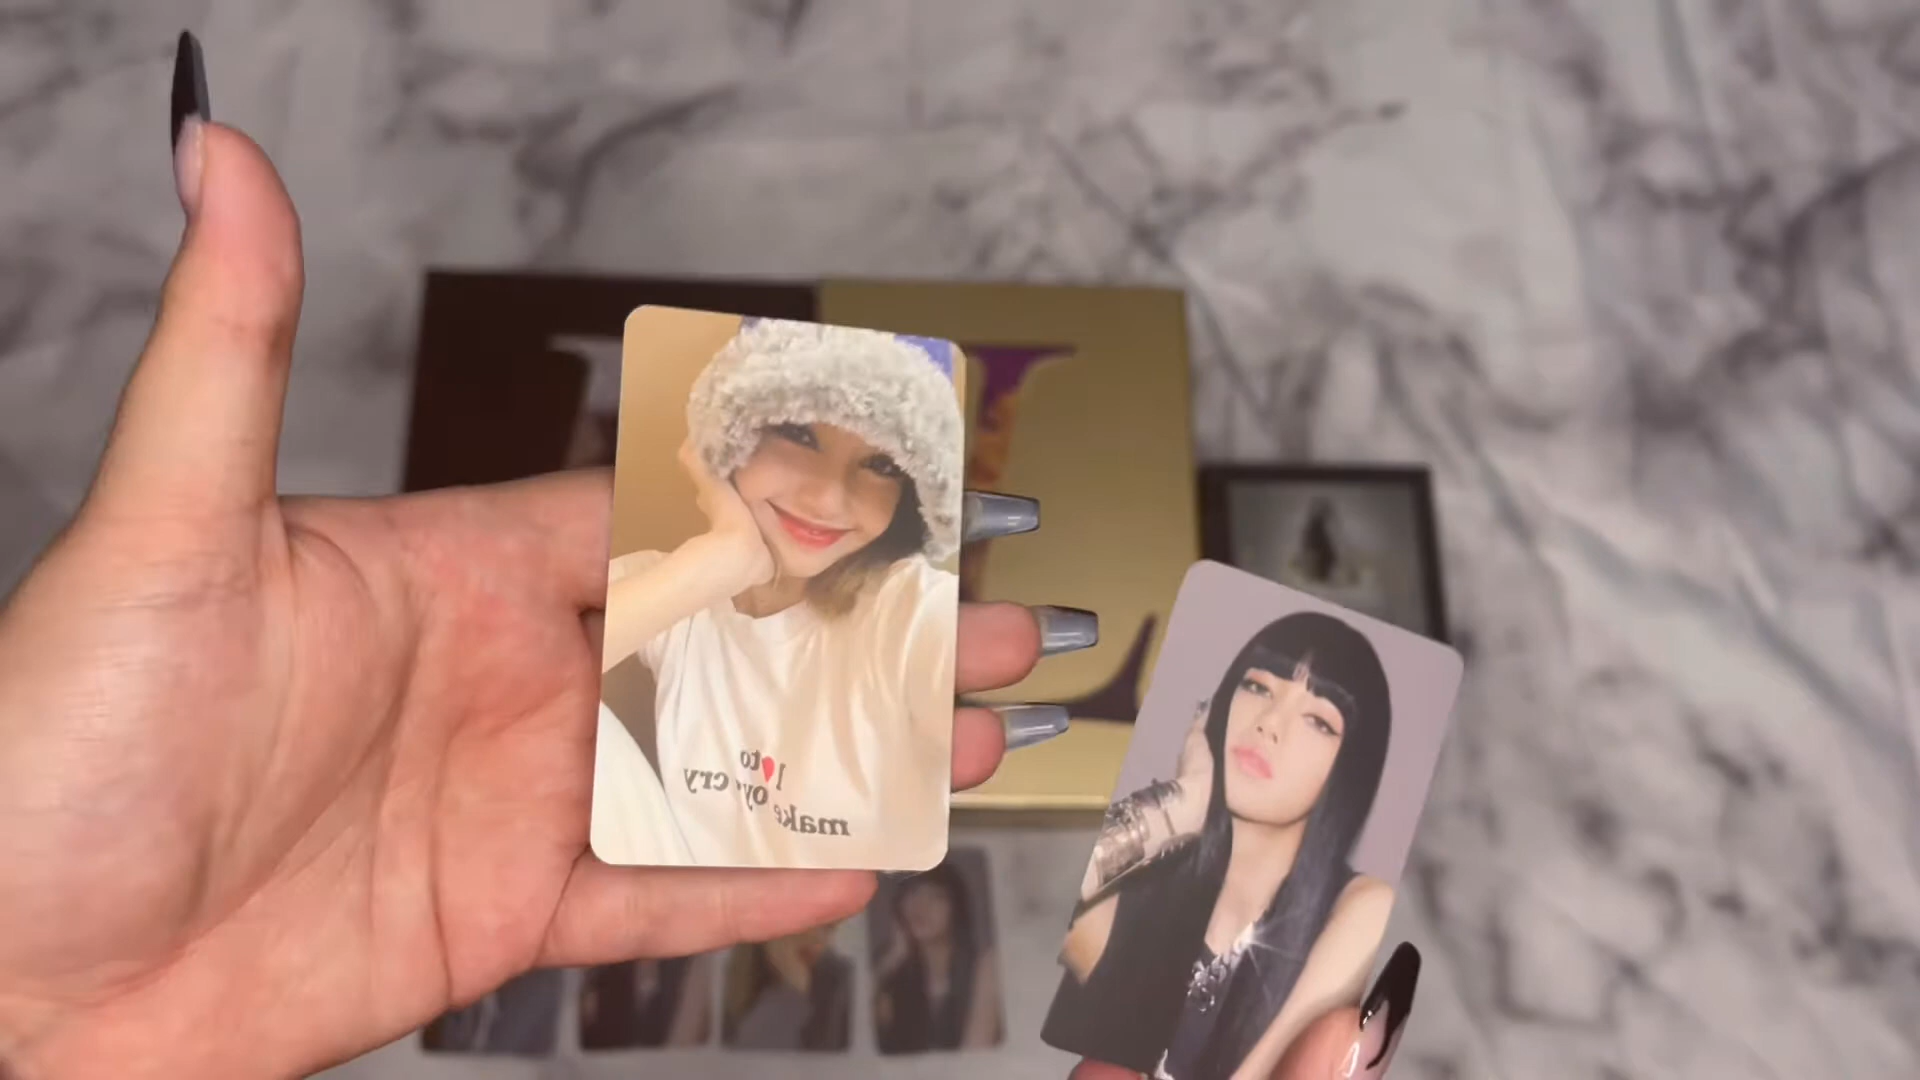 L
I ♥ to
make boys cry